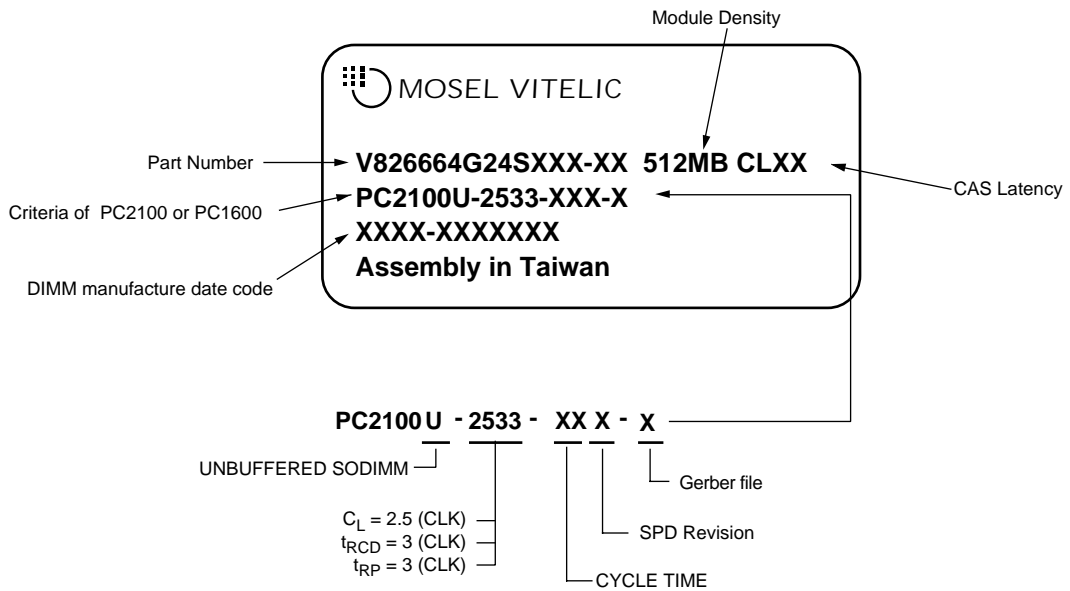 Module Density
MOSEL VITELIC
Part Number
V826664G24SXXX-XX 512MB CLXX
CAS Latency
Criteria of PC2100 or PC1600
PC2100U-2533-XXX-X
XXXX-XXXXXXX
DIMM manufacture date code
Assembly in Taiwan
PC2100 U - 2533 - XX X - X
UNBUFFERED SODIMM
Gerber file
CL = 2.5 (CLK)
SPD Revision
tRCD = 3 (CLK)
tRP = 3 (CLK)
CYCLE TIME